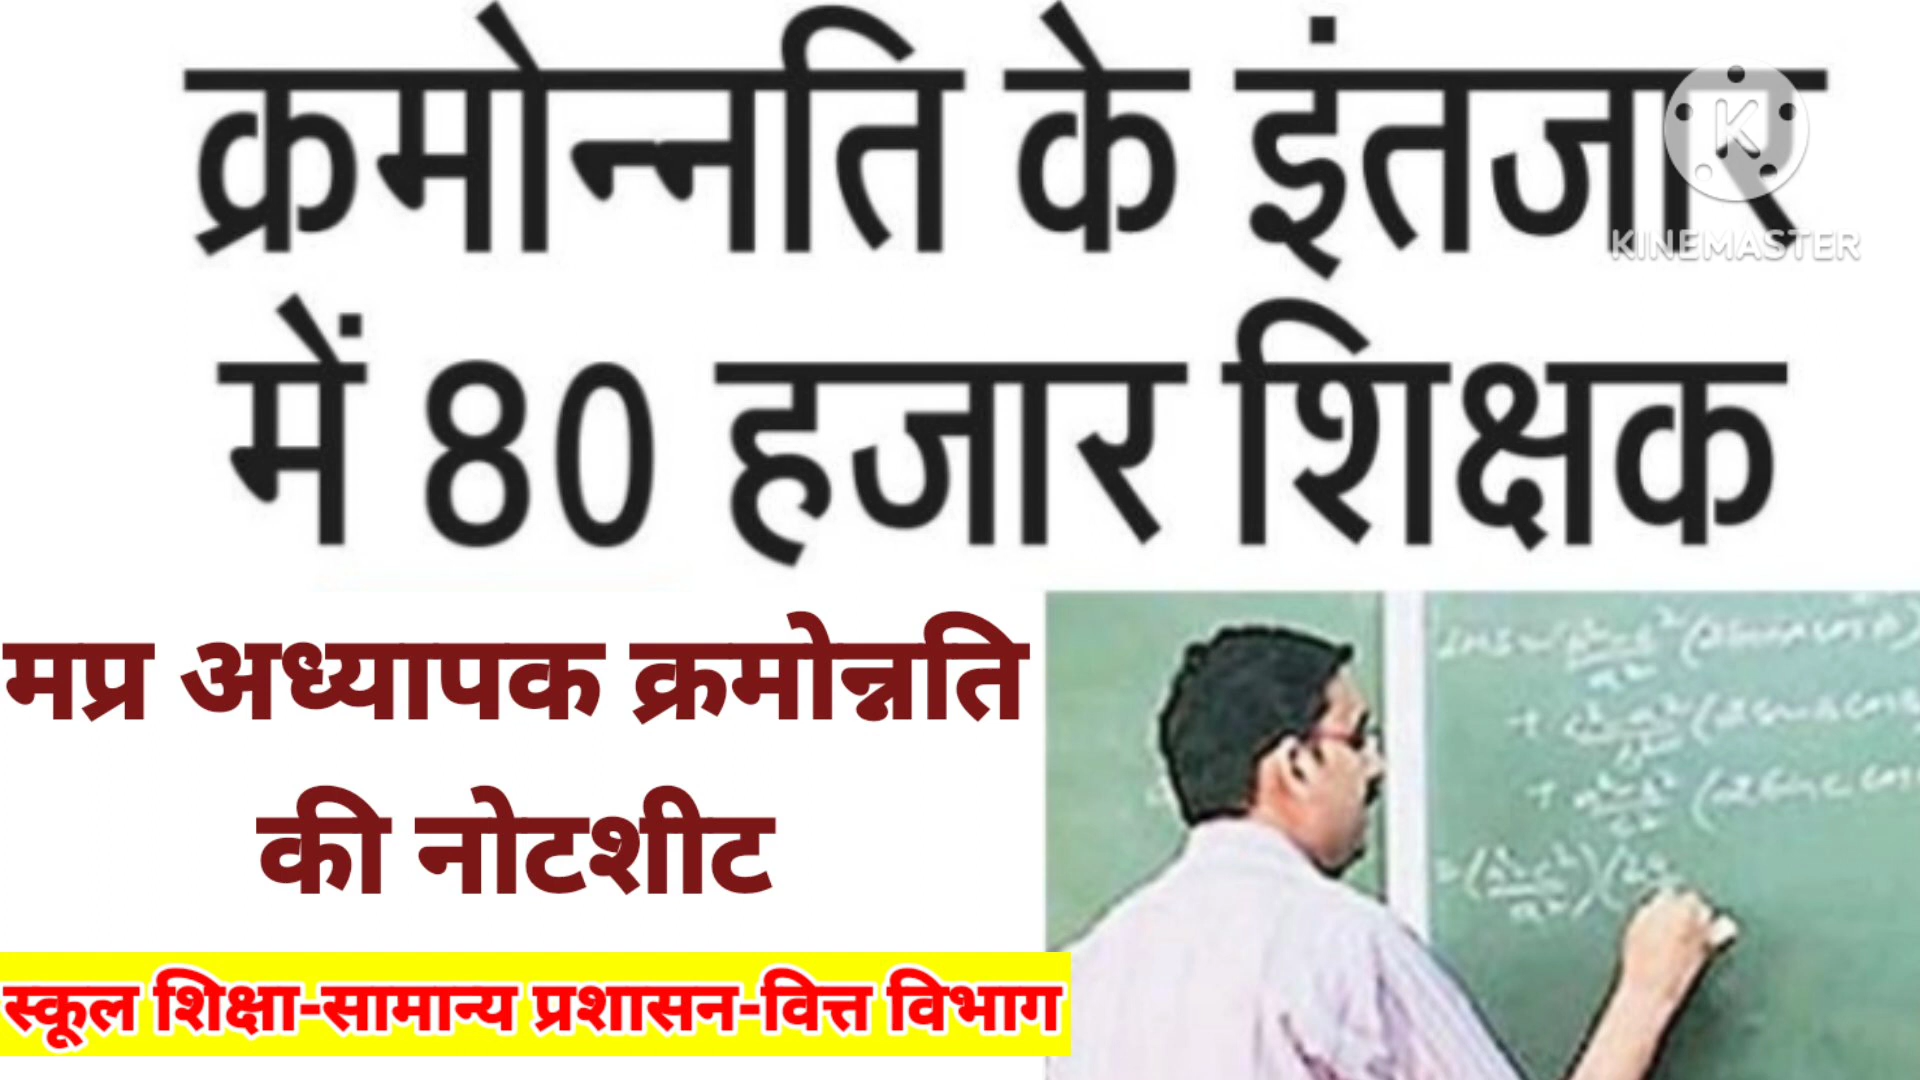 क्रमोन्नति के इंतजार
K
KINEMASTER
में 80 हजार शिक्षक
मप्र अध्यापक क्रमोन्नति
की नोटशीट
स्कूल शिक्षा-सामान्य प्रशासन-वित्त विभाग